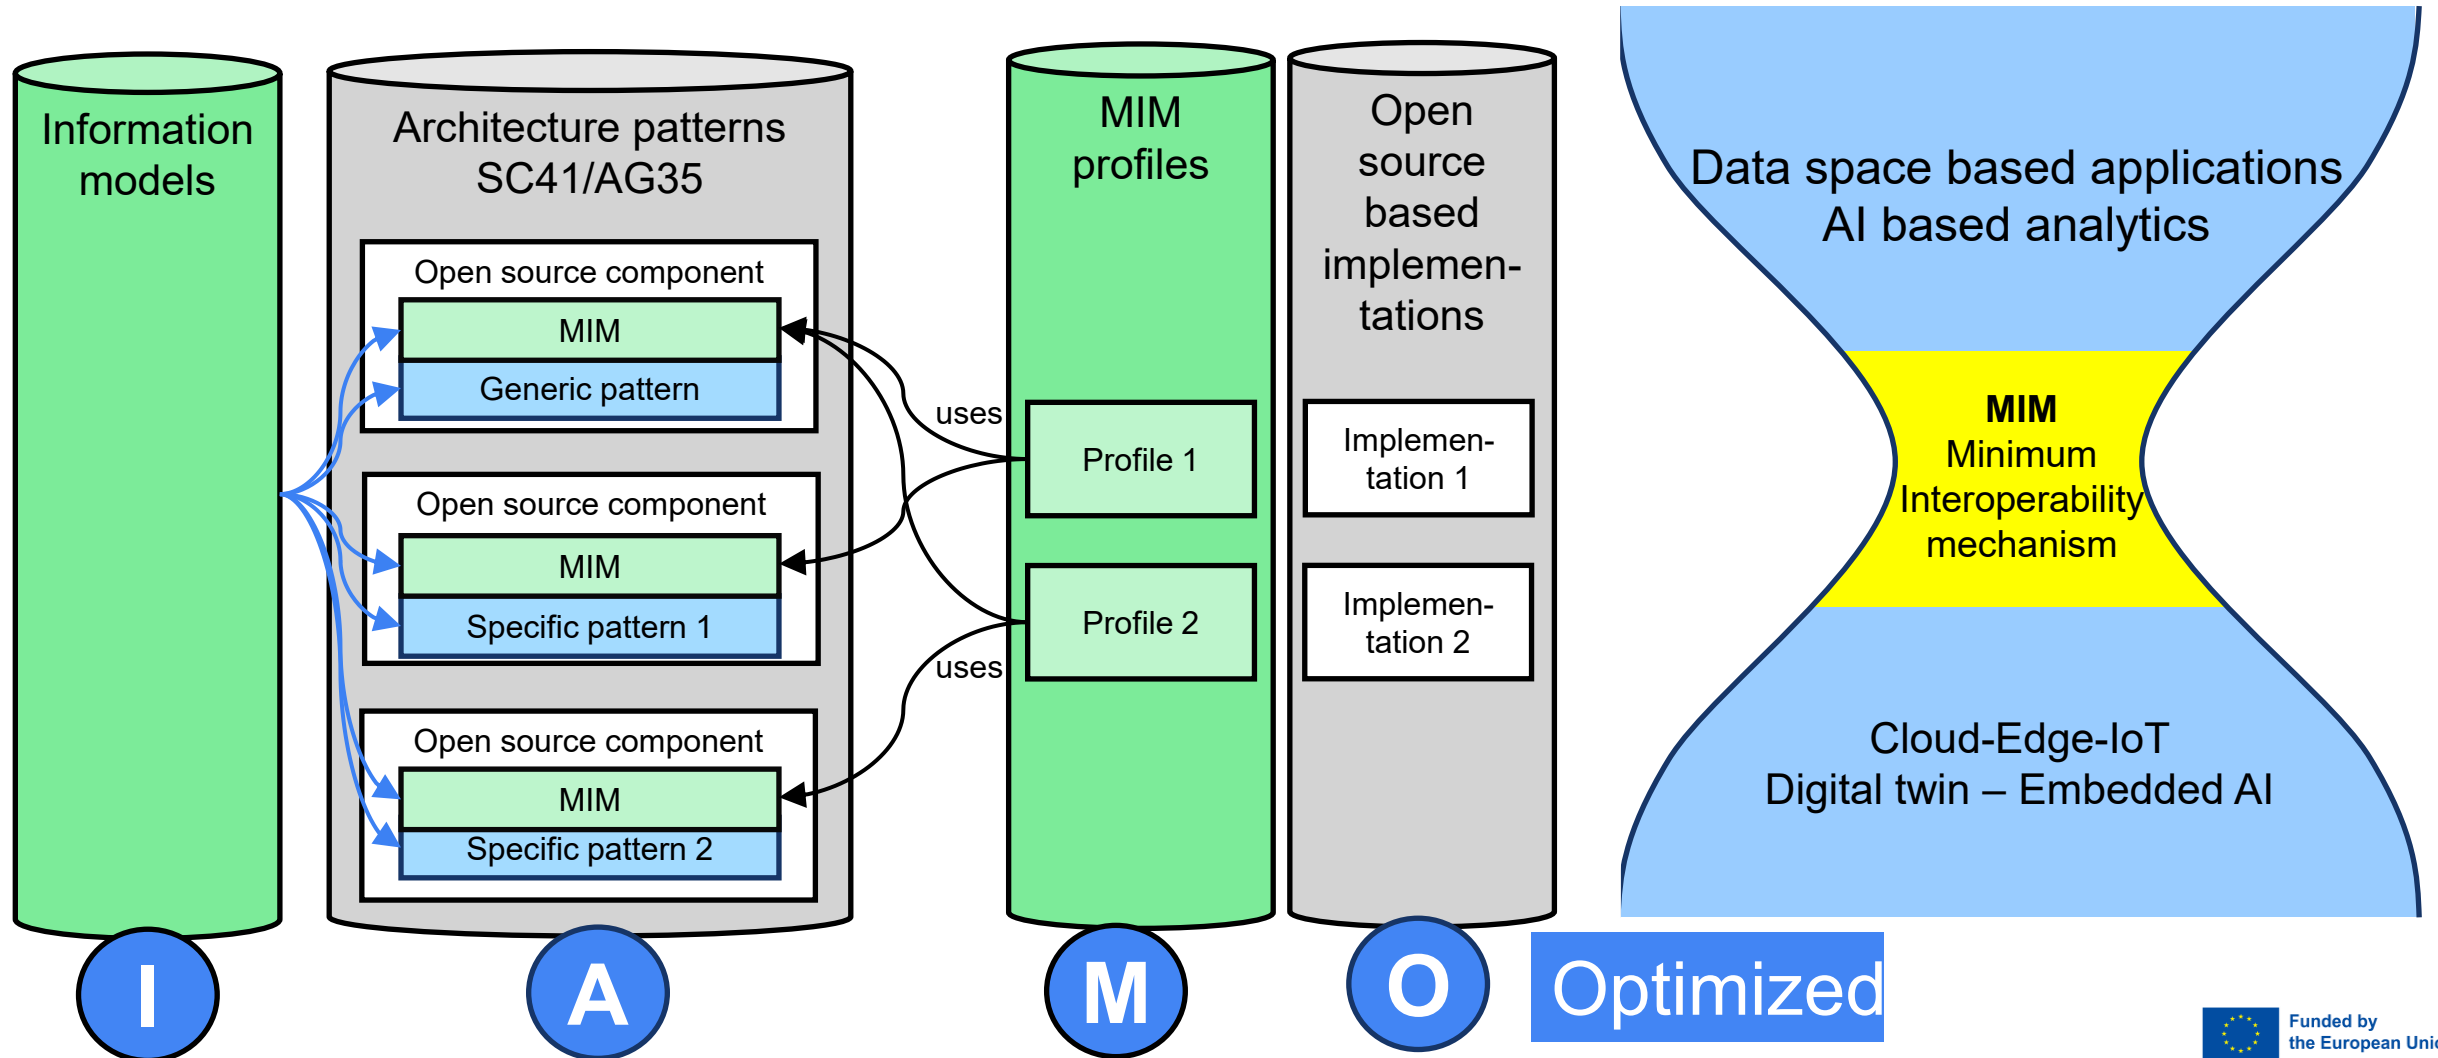 Information
models
Architecture patterns
SC41/AG35
Open source component
MIM
Generic pattern
Open source component
MIM
Specific pattern 1
Open source component
MIM
Specific pattern 2
uses
uses
MIM
profiles
Profile 1
Profile 2
Open
source
based
implemen-
tations
Implemen-
tation 1
Implemen-
tation 2
Data space based applications
AI based analytics
MIM
Minimum
Interoperability
mechanism
Cloud-Edge-IoT
Digital twin – Embedded AI
I
A
M
O
Optimized
Funded by
the European Unio